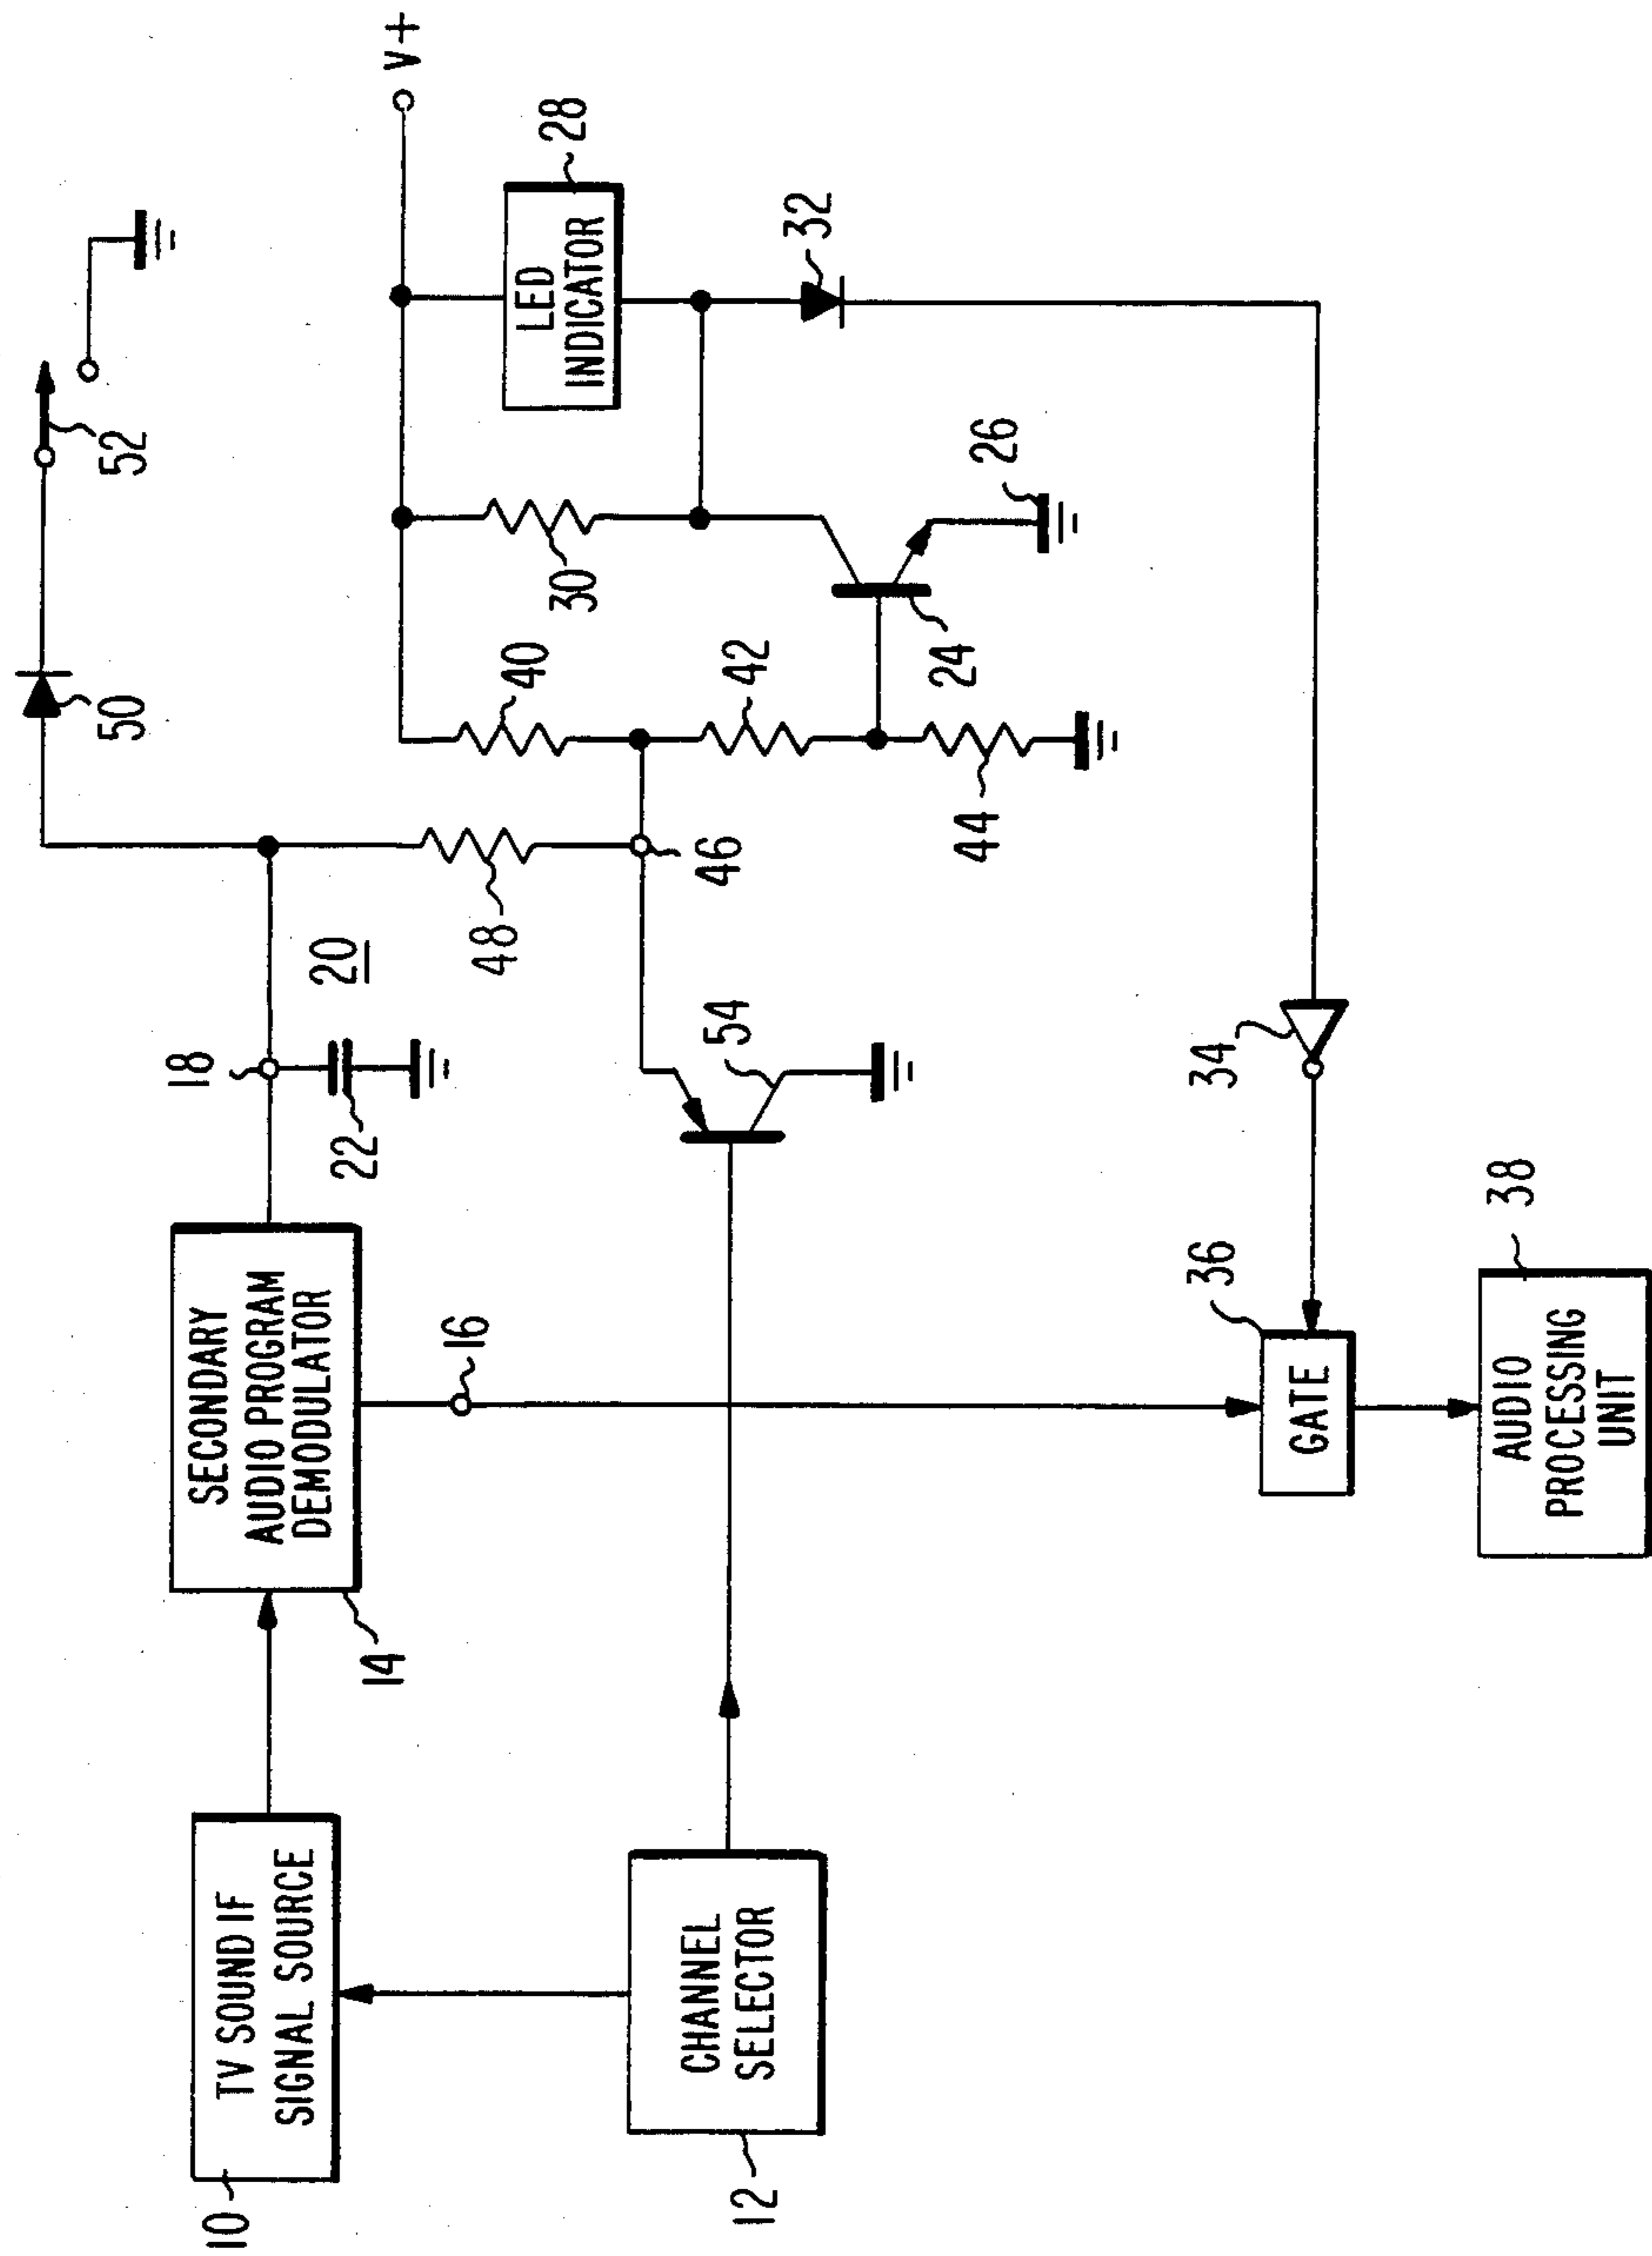 10
TV SOUND IF
SIGNAL SOURCE
14
SECONDARY
AUDIO PROGRAM
DEMODULATOR
18
22
20
50
52
V+
48
46
40
42
44
30
24
26
LED
INDICATOR
28
32
12
CHANNEL
SELECTOR
16
54
34
36
GATE
38
AUDIO
PROCESSING
UNIT